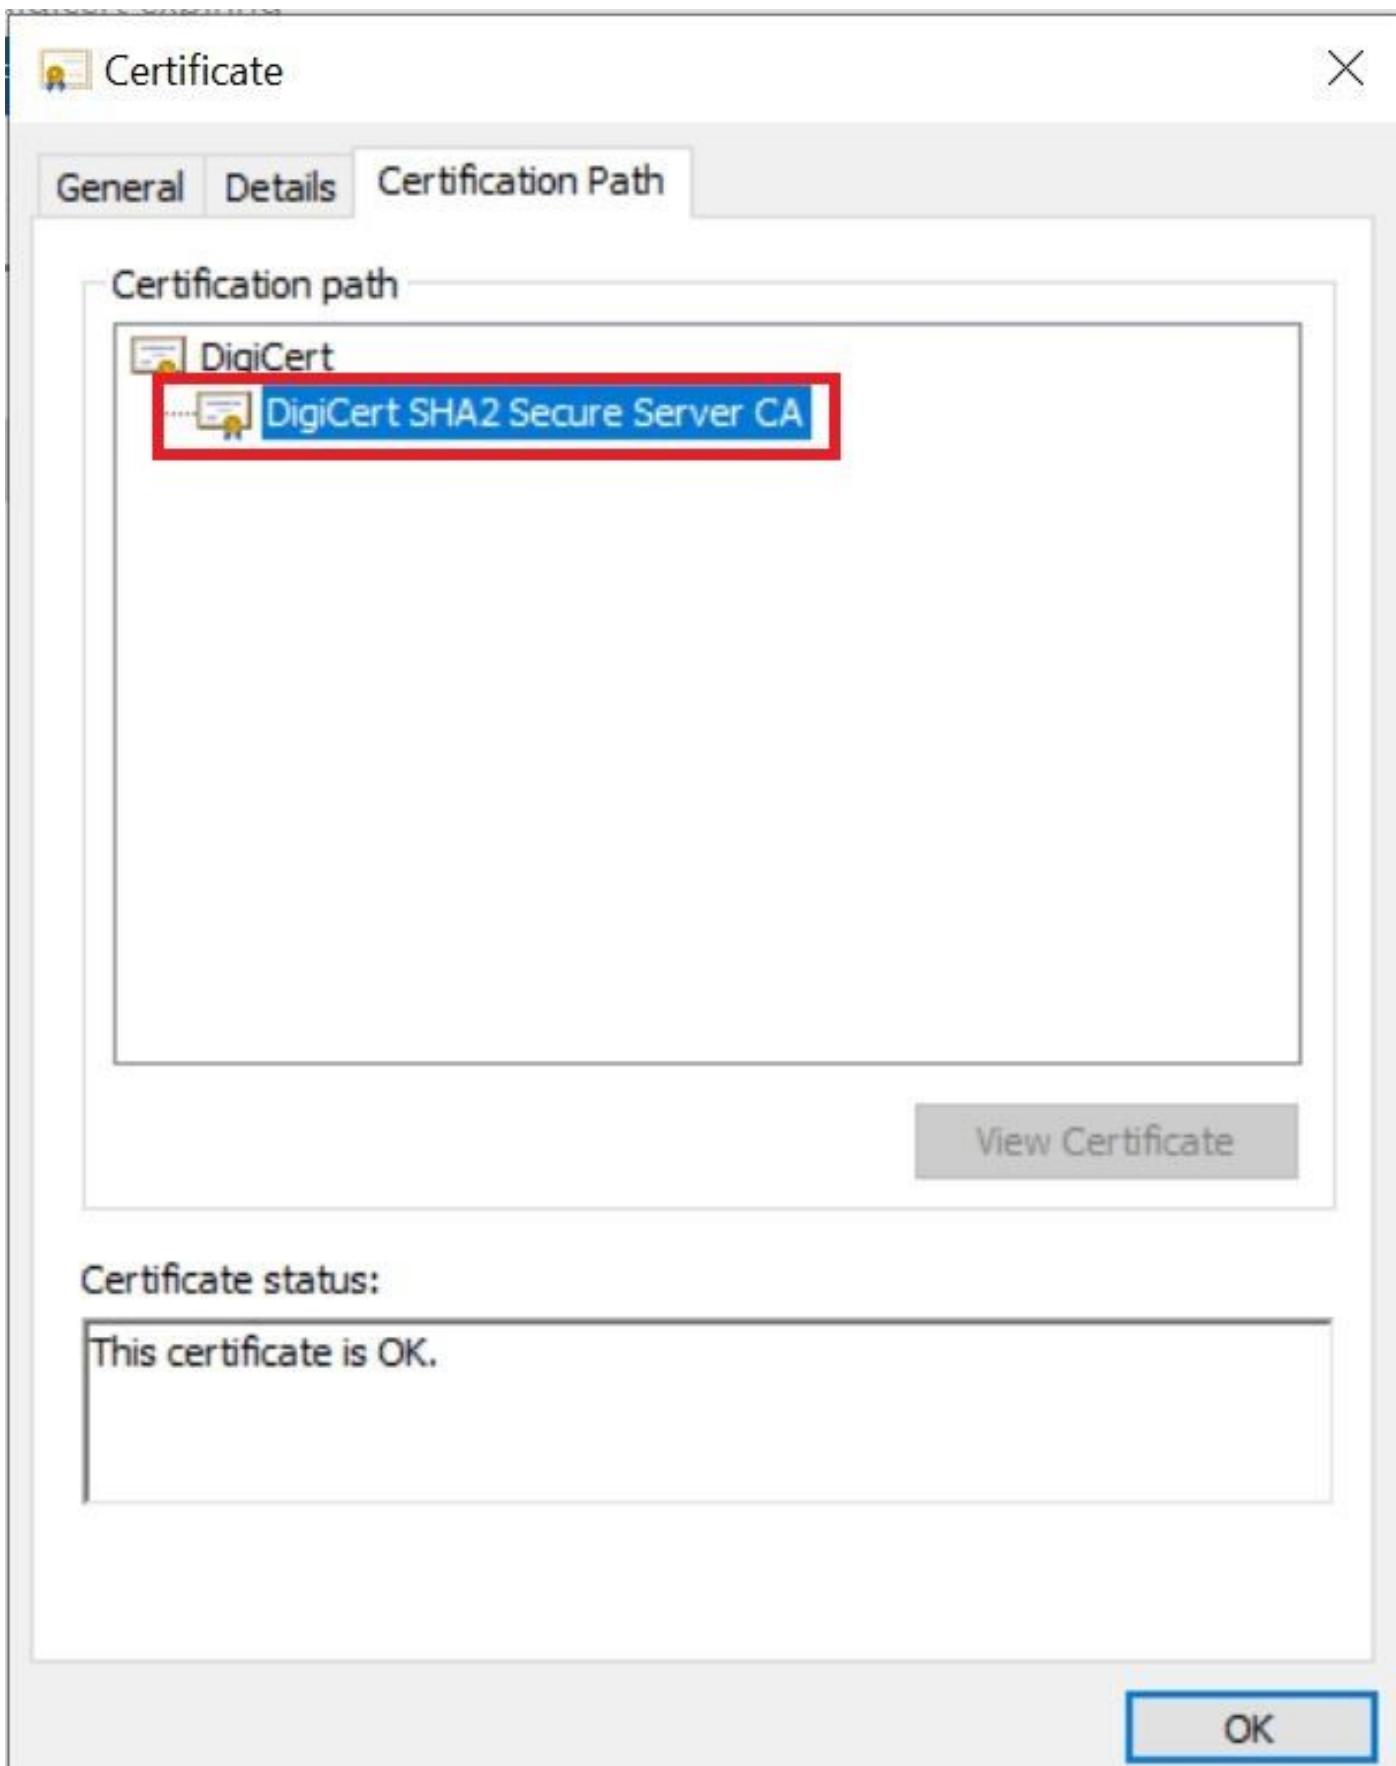 Certificate
General Details Certification Path
Certification path
DigiCert
DigiCert SHA2 Secure Server CA
View Certificate
Certificate status:
This certificate is OK.
OK